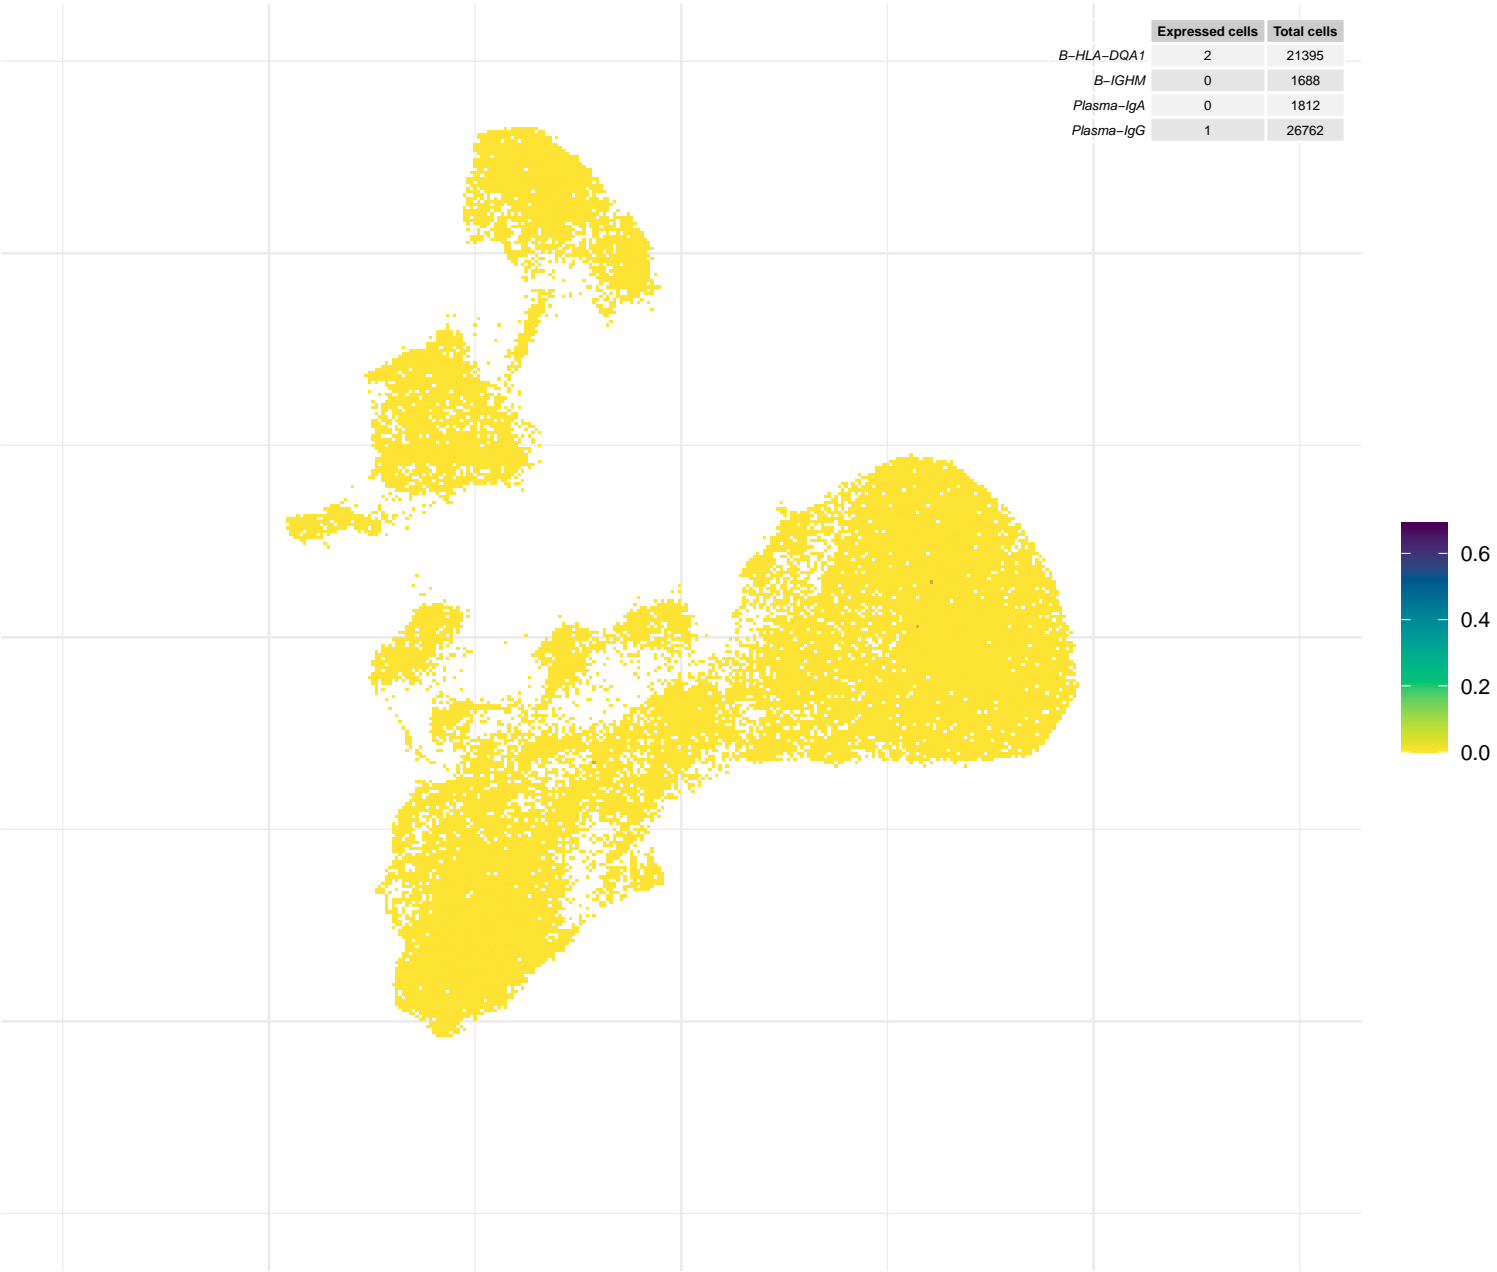 Expressed cells Total cells
B−HLA−DQA1 2 21395
B−IGHM 0 1688
Plasma−IgA 0 1812
Plasma−IgG 1 26762
0.6
0.4
0.2
0.0